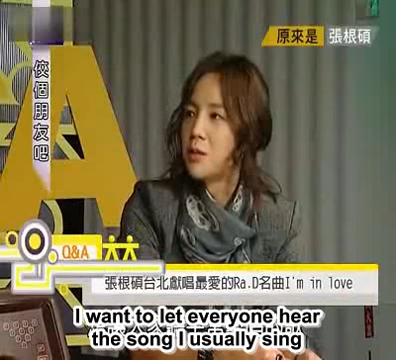 原來是 張根碩
佼個朋友吧
A
Q&A
張根碩台北獻唱最愛的Ra.D名曲I'm in love
I want to let everyone hear
the song I usually sing